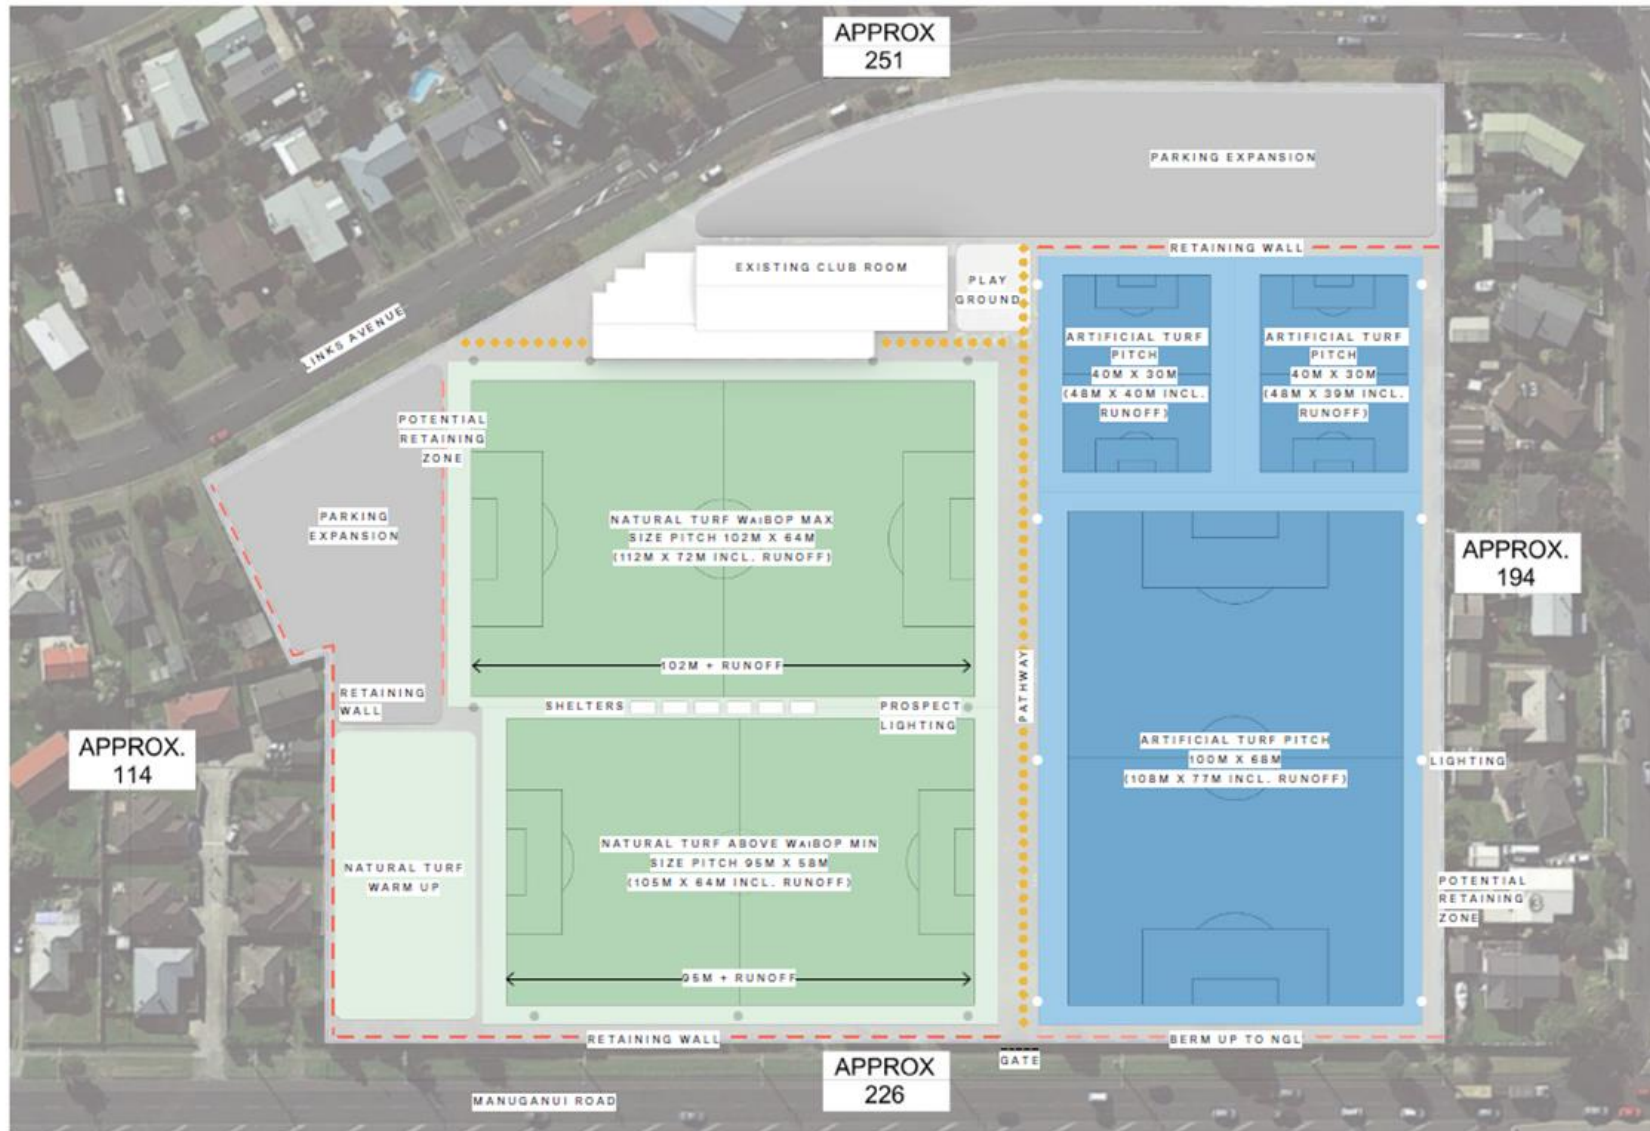 APPROX
251
PARKING EXPANSION
RETAINING WALL
EXISTING CLUB ROOM
PLAY
GROUND
LINKS AVENUE
ARTIFICIAL TURF
PITCH
40M X 30M
(48M X 40M INCL.
RUNOFF)
ARTIFICIAL TURF
PITCH
40M X 30M
(48M X 39M INCL.
RUNOFF)
POTENTIAL
RETAINING
ZONE
PARKING
EXPANSION
NATURAL TURF WAIBOP MAX
SIZE PITCH 102M X 64M
(112M X 72M INCL. RUNOFF)
APPROX.
194
102M + RUNOFF
PATHWAY
RETAINING
WALL
SHELTERS
PROSPECT
LIGHTING
APPROX.
114
ARTIFICIAL TURF PITCH
100M X 68M
(108M X 77M INCL. RUNOFF)
LIGHTING
NATURAL TURF
WARM UP
NATURAL TURF ABOVE WAIBOP MIN
SIZE PITCH 95M X 58M
(105M X 64M INCL. RUNOFF)
POTENTIAL
RETAINING
ZONE
95M + RUNOFF
RETAINING WALL
BERM UP TO NGL
GATE
APPROX
226
MANUGANUI ROAD